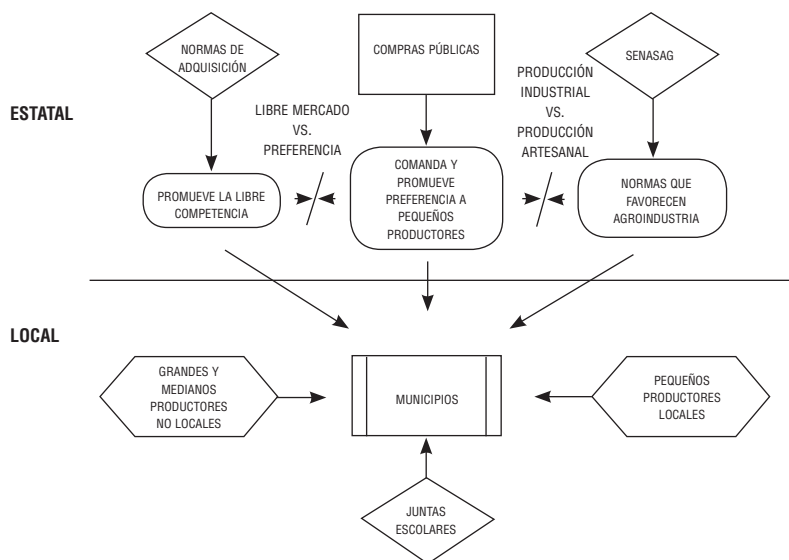 NORMAS DE
ADQUISICIÓN
COMPRAS PÚBLICAS
SENASAG
ESTATAL
LIBRE MERCADO
VS.
PREFERENCIA
PRODUCCIÓN
INDUSTRIAL
VS.
PRODUCCIÓN
ARTESANAL
PROMUEVE LA LIBRE
COMPETENCIA
COMANDA Y
PROMUEVE
PREFERENCIA A
PEQUEÑOS
PRODUCTORES
NORMAS QUE
FAVORECEN
AGROINDUSTRIA
LOCAL
GRANDES Y
MEDIANOS
PRODUCTORES
NO LOCALES
MUNICIPIOS
PEQUEÑOS
PRODUCTORES
LOCALES
JUNTAS
ESCOLARES